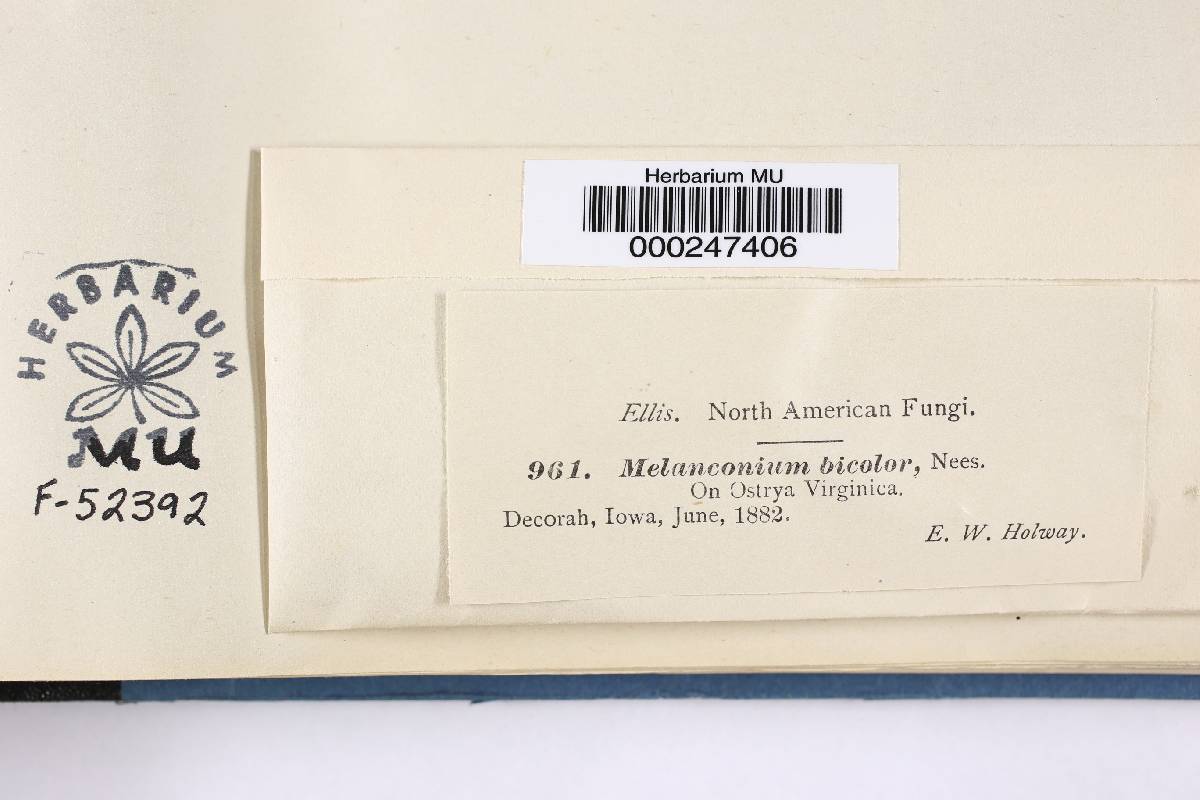 Herbarium MU
000247406
HERBARIUM
MU
F-52392
Ellis. North American Fungi.
961. Melanconium bicolor, Nees.
On Ostrya Virginica.
Decorah, Iowa, June, 1882.
E. W. Holway.